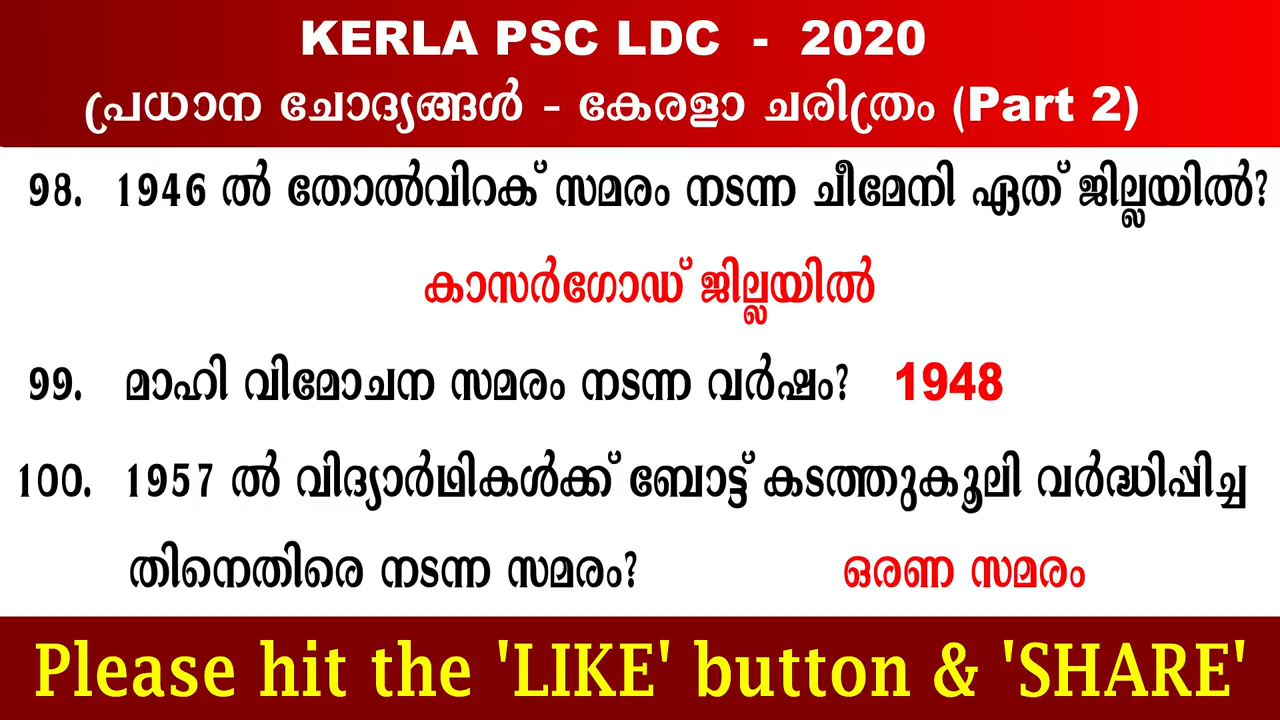 KERLA PSC LDC - 2020
പ്രധാന ചോദ്യങ്ങൾ - കേരളാ ചരിത്രം (Part 2)
98. 1946 ൽ തോൽവിറക് സമരം നടന്ന ചീമേനി ഏത് ജില്ലയിൽ?
കാസർഗോഡ് ജില്ലയിൽ
99. മാഹി വിമോചന സമരം നടന്ന വർഷം? 1948
100. 1957 ൽ വിദ്യാർഥികൾക്ക് ബോട്ട് കടത്തുകൂലി വർദ്ധിപ്പിച്ച
തിനെതിരെ നടന്ന സമരം? ഒരണ സമരം
Please hit the 'LIKE' button & 'SHARE'